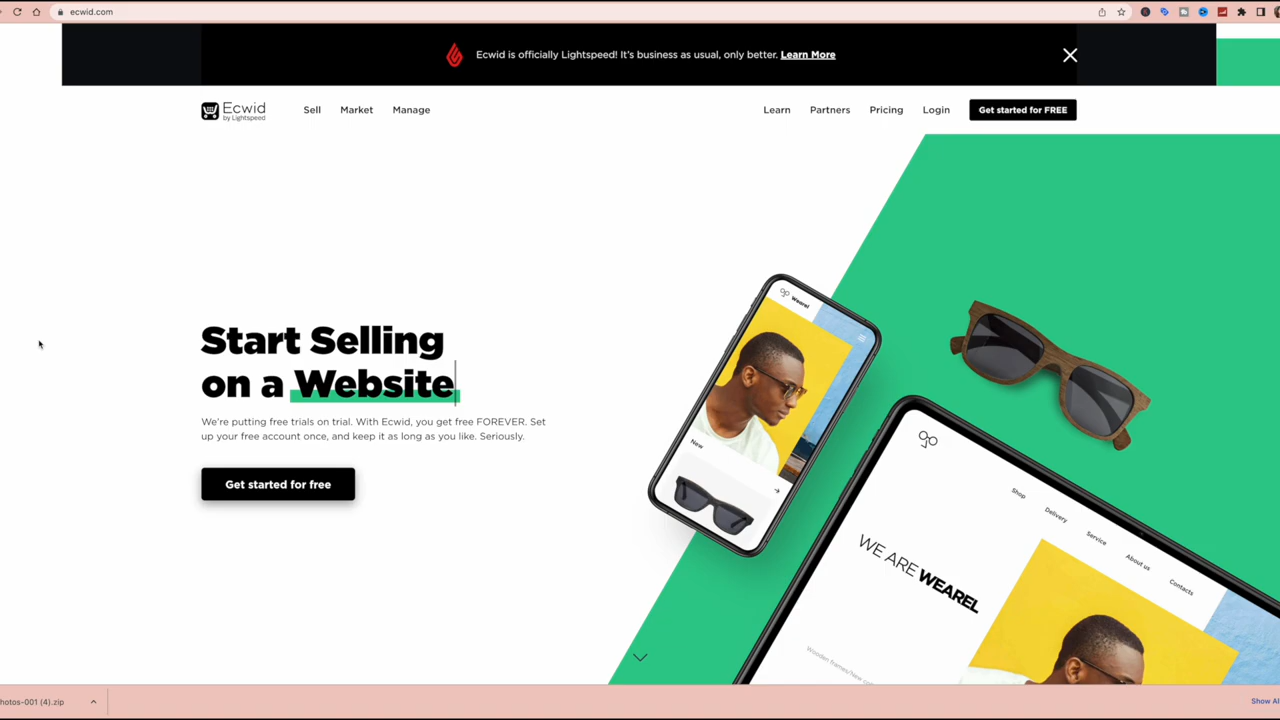 ecwid.com
Ecwid is officially Lightspeed! It's business as usual, only better. Learn More
Ecwid
by Lightspeed
Sell
Market
Manage
Learn
Partners
Pricing
Login
Get started for FREE
Start Selling
on a Website
We're putting free trials on trial. With Ecwid, you get free FOREVER. Set
up your free account once, and keep it as long as you like. Seriously.
Get started for free
Wearel
New
Shop
Delivery
Service
About us
Contacts
WE ARE WEAREL
Wooden frames/New
hotos-001 (4).zip
Show Al